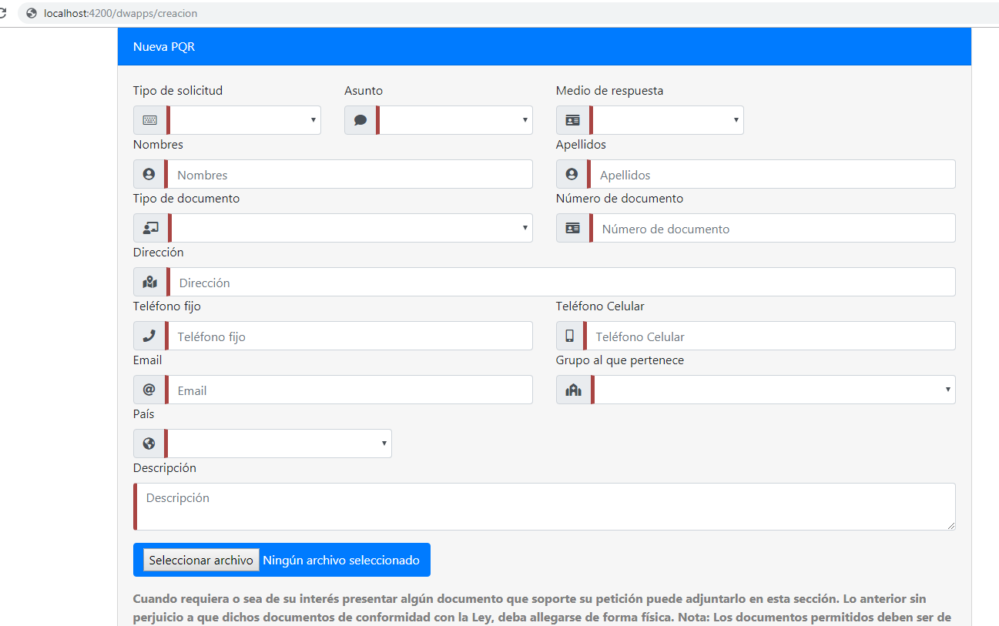 localhost:4200/dwapps/creacion
Nueva PQR
Tipo de solicitud Asunto Medio de respuesta
Nombres Apellidos
Nombres Apellidos
Tipo de documento Número de documento
Número de documento
Dirección
Dirección
Teléfono fijo Teléfono Celular
Teléfono fijo Teléfono Celular
Email Grupo al que pertenece
Email
País
Descripción
Descripción
Seleccionar archivo Ningún archivo seleccionado
Cuando requiera o sea de su interés presentar algún documento que soporte su petición puede adjuntarlo en esta sección. Lo anterior sin
perjuicio a que dichos documentos de conformidad con la Ley, deba allegarse de forma física. Nota: Los documentos permitidos deben ser de